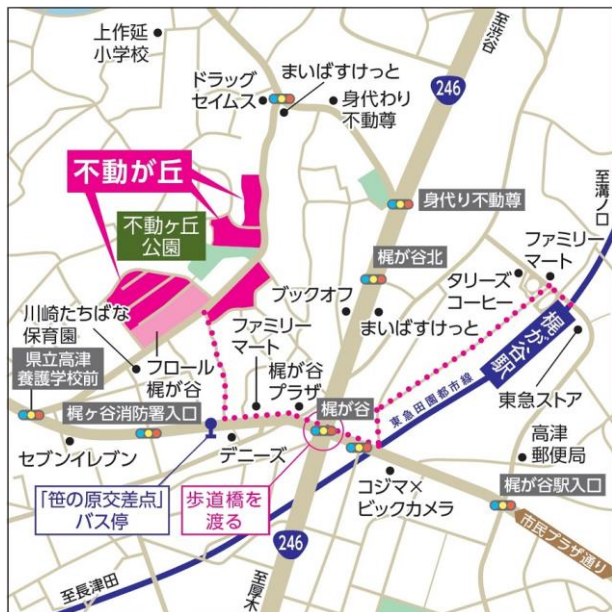 上作延
小学校
至渋谷
まいばすけっと
ドラッグ
セイムス
身代わり
不動尊
246
不動が丘
不動ヶ丘
公園
身代り不動尊
至溝ノ口
梶が谷北
ファミリー
マート
タリーズ
コーヒー
ブックオフ
まいばすけっと
川崎たちばな
保育園
ファミリー
マート
梶が谷駅
県立高津
養護学校前
フロール
梶が谷
梶が谷
プラザ
東急田園都市線
東急ストア
梶ヶ谷消防署入口
梶が谷
高津
郵便局
セブンイレブン
デニーズ
コジマ×
ビックカメラ
梶が谷駅入口
「笹の原交差点」
バス停
歩道橋を
渡る
市民プラザ通り
246
至長津田
至厚木